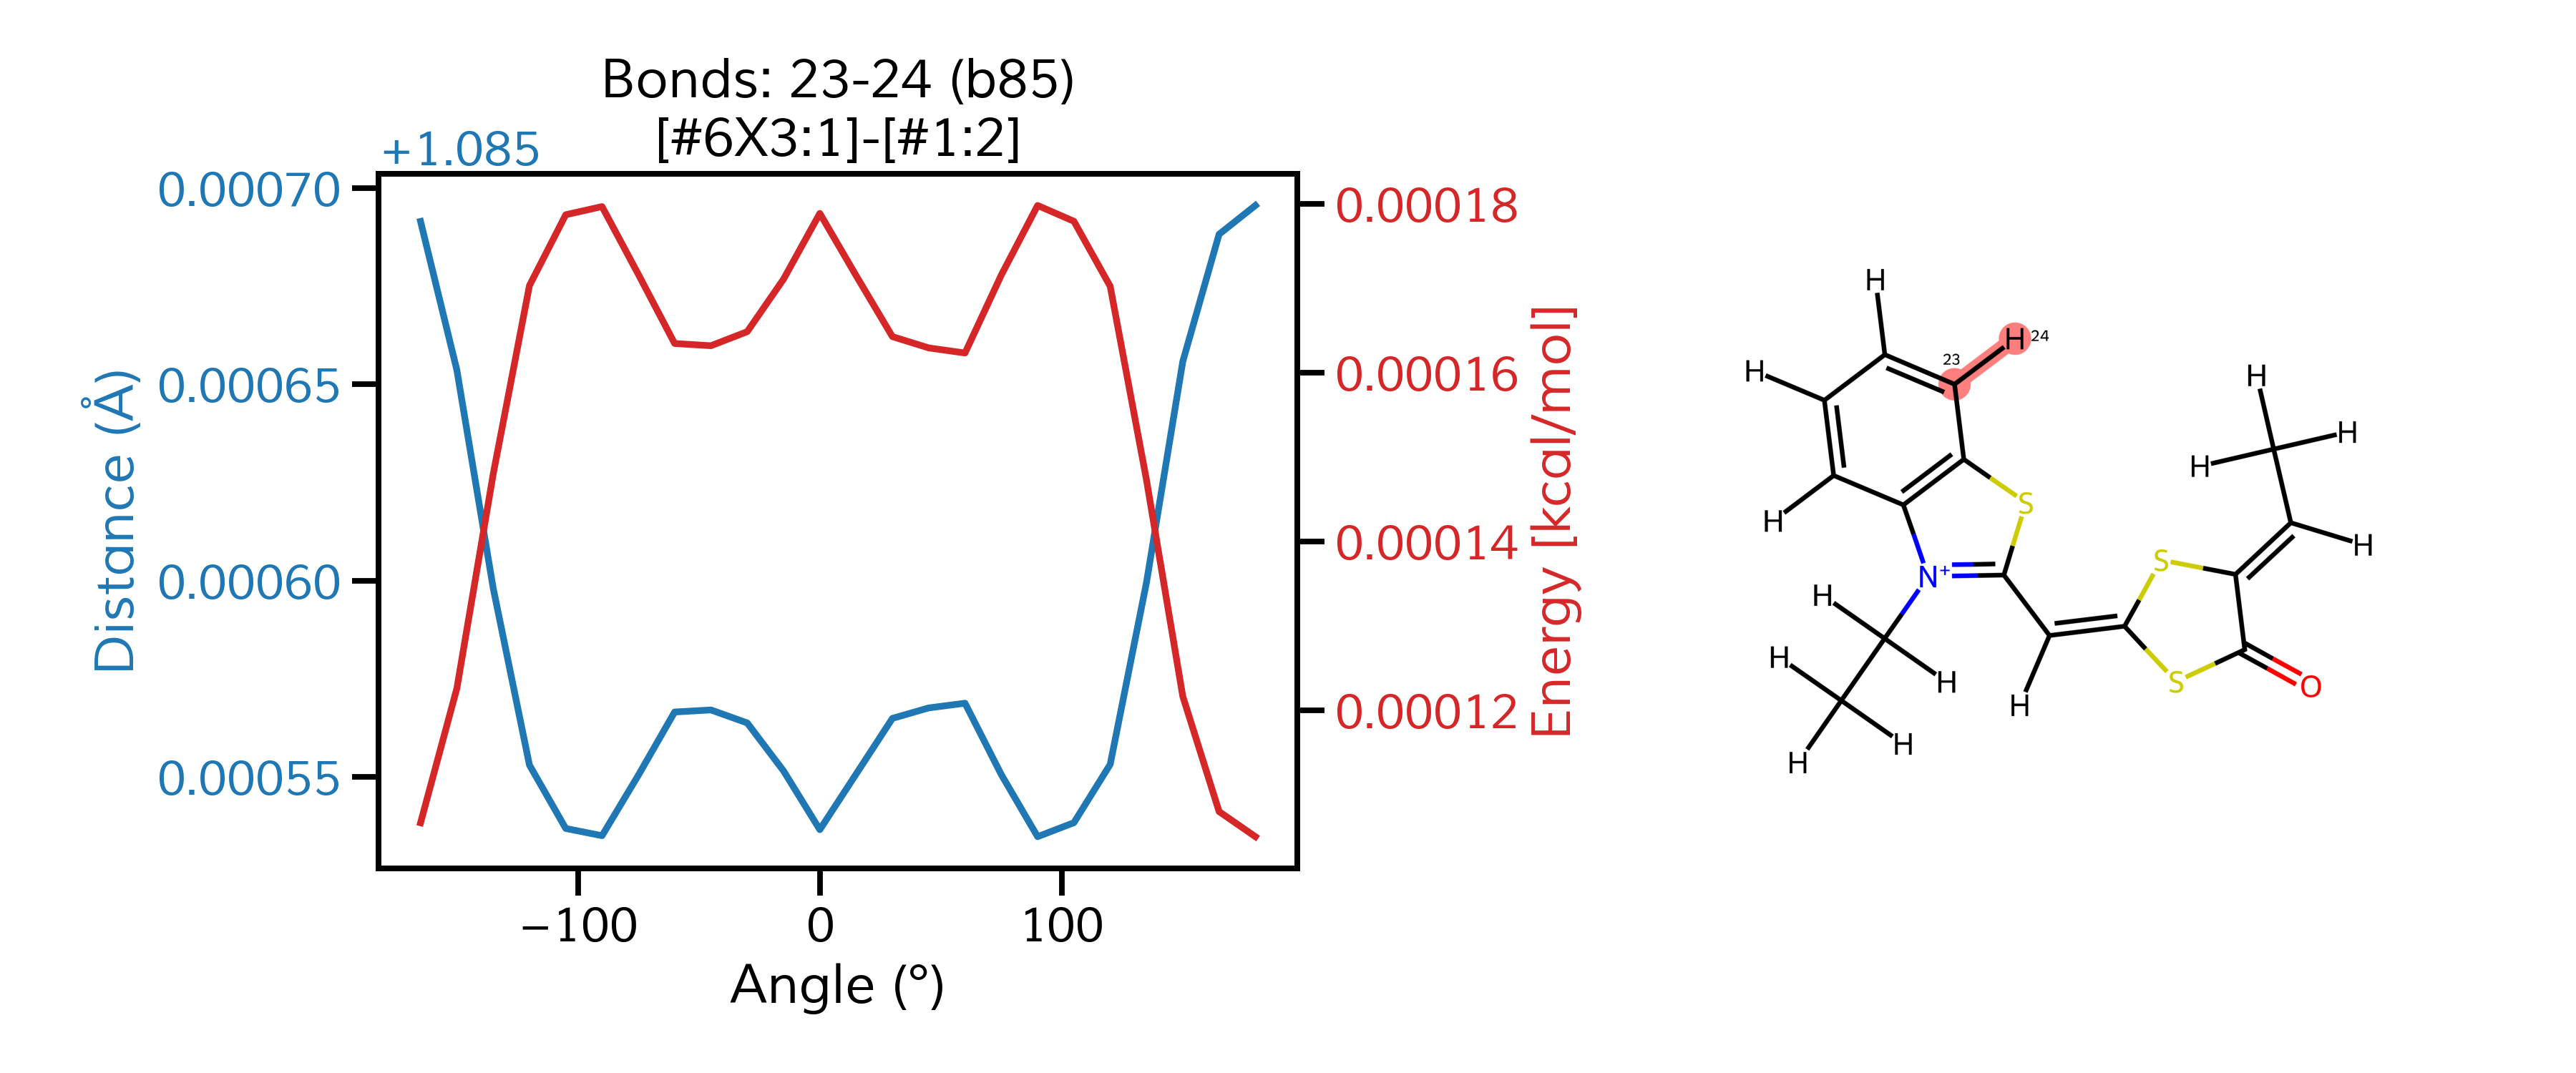 Bonds: 23-24 (b85)
[#6X3:1]-[#1:2]
+1.085
0.00070
0.00065
0.00060
0.00055
Distance (Å)
0.00018
0.00016
0.00014
0.00012
Energy [kcal/mol]
−100
0
100
Angle (°)
H
H 24
23
H
H
H
H
H
S
H
S
N+
H
H
H
S
O
H
H
H
H